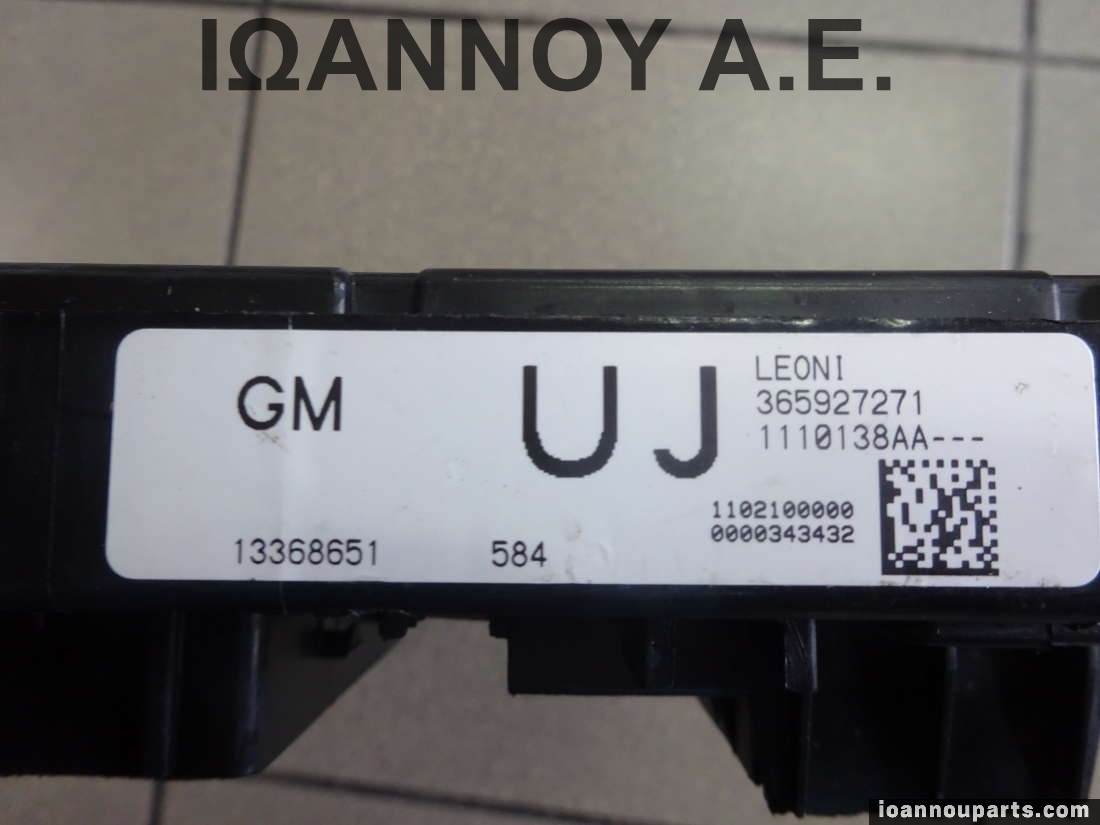 ΙΩΑΝΝΟΥ Α.Ε.
GM
UJ
LEONI
365927271
1110138AA---
1102100000
0000343432
13368651
584
ioannouparts.com